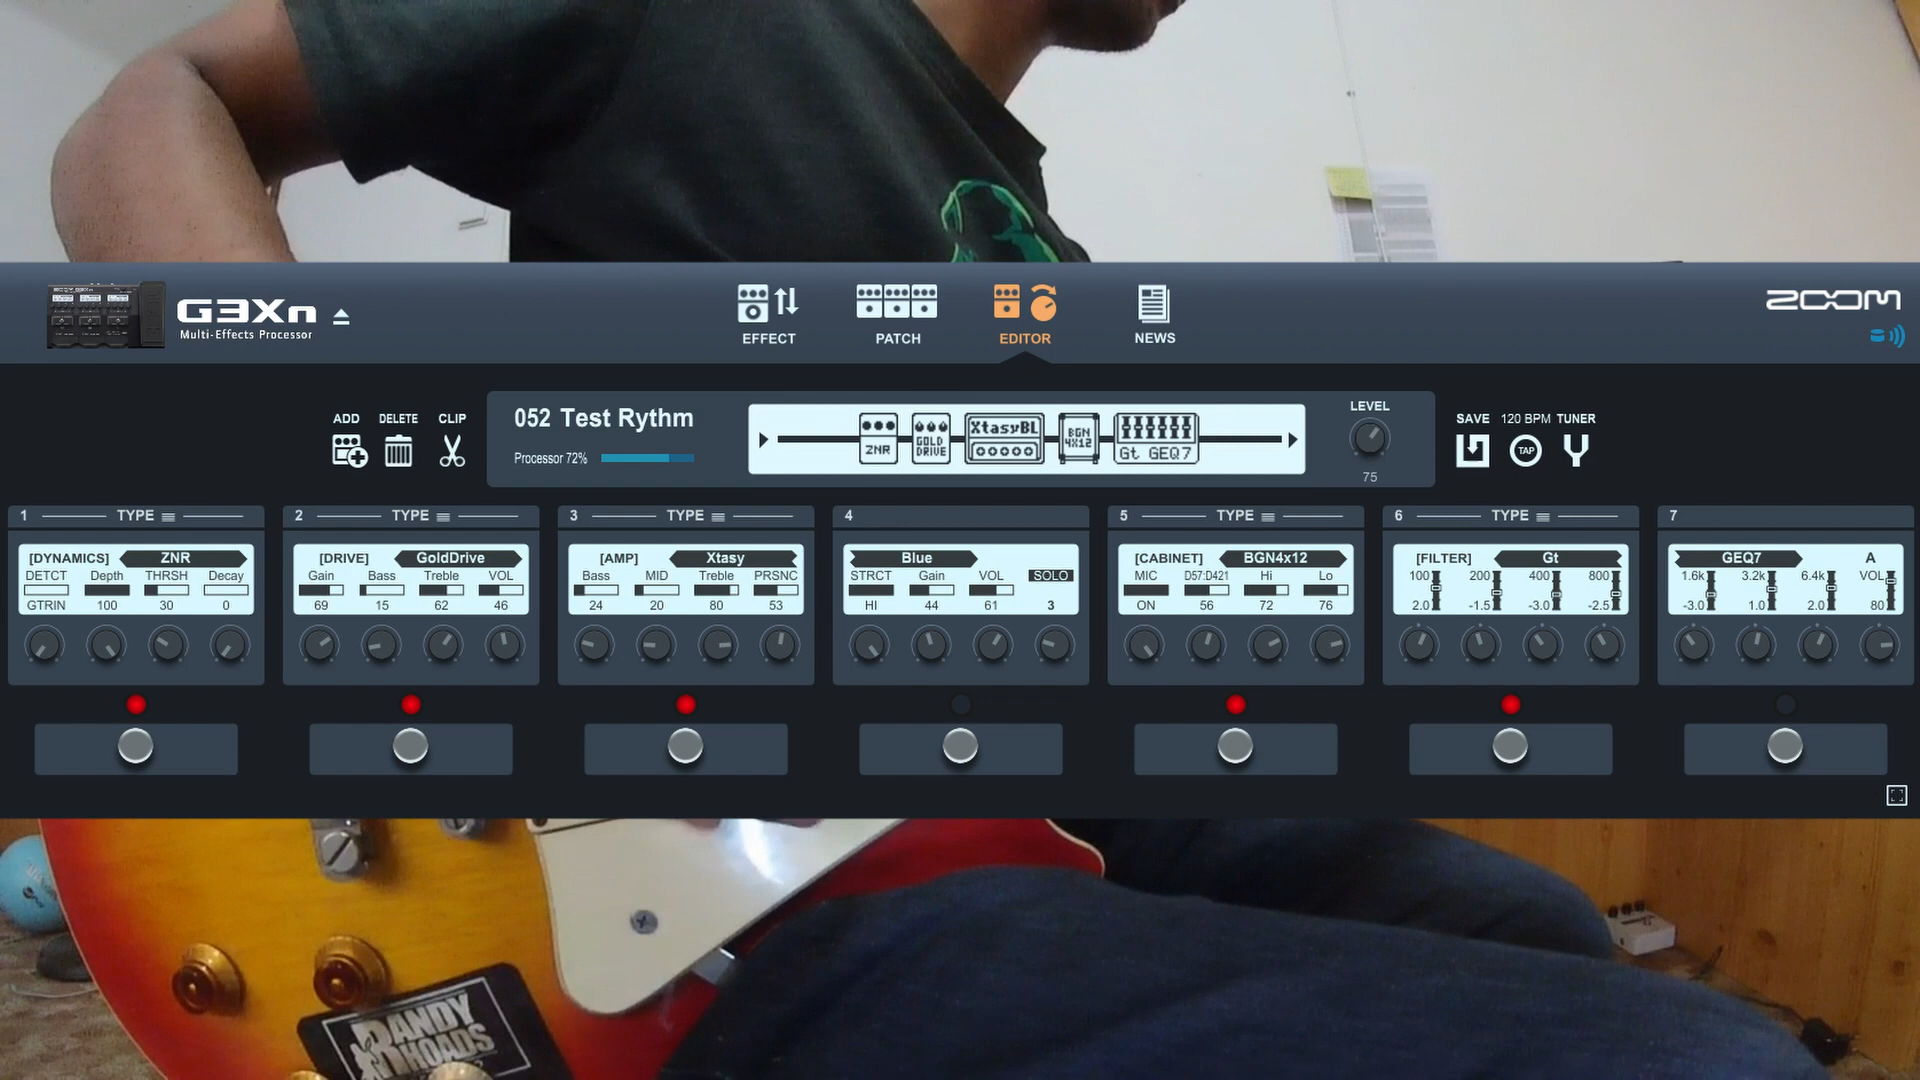 G3Xn
Multi-Effects Processor
EFFECT
PATCH
EDITOR
NEWS
ZOOM
ADD DELETE CLIP
052 Test Rythm
Processor 72%
ZNR
GOLD DRIVE
XtasyBL
BGN 4X12
Gt GEQ7
LEVEL
75
SAVE 120 BPM TUNER
TAP
1 TYPE
[DYNAMICS] ZNR
DETCT Depth THRSH Decay
GTRIN 100 30 0
2 TYPE
[DRIVE] GoldDrive
Gain Bass Treble VOL
69 15 62 46
3 TYPE
[AMP] Xtasy
Bass MID Treble PRSNC
24 20 80 53
4
Blue
STRCT Gain VOL SOLO
HI 44 61 3
5 TYPE
[CABINET] BGN4x12
MIC D57:D421 Hi Lo
ON 56 72 76
6 TYPE
[FILTER] Gt
100 200 400 800
2.0 -1.5 -3.0 -2.5
7
GEQ7 A
1.6k 3.2k 6.4k VOL
-3.0 1.0 2.0 80
RANDY
RHOADS